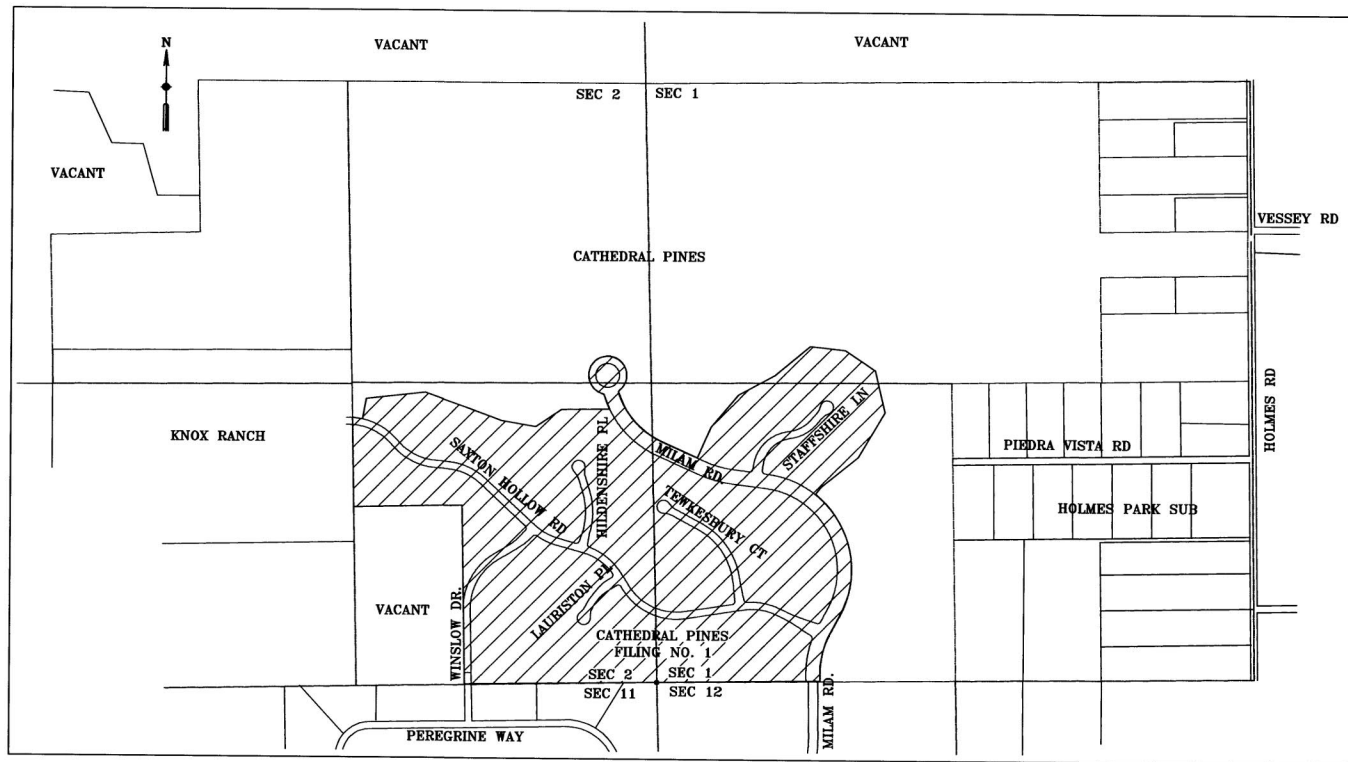 N
VACANT
VACANT
SEC 2
SEC 1
VACANT
VESSEY RD
CATHEDRAL PINES
HOLMES RD
KNOX RANCH
SAXTON HOLLOW RD
HILDENSHIRE PL
MILAM RD
STAFFSHIRE LN
PIEDRA VISTA RD
TEWKESBURY CT
HOLMES PARK SUB
VACANT
WINSLOW DR.
LAURISTON PL
CATHEDRAL PINES
FILING NO. 1
SEC 2
SEC 1
SEC 11
SEC 12
PEREGRINE WAY
MILAM RD.